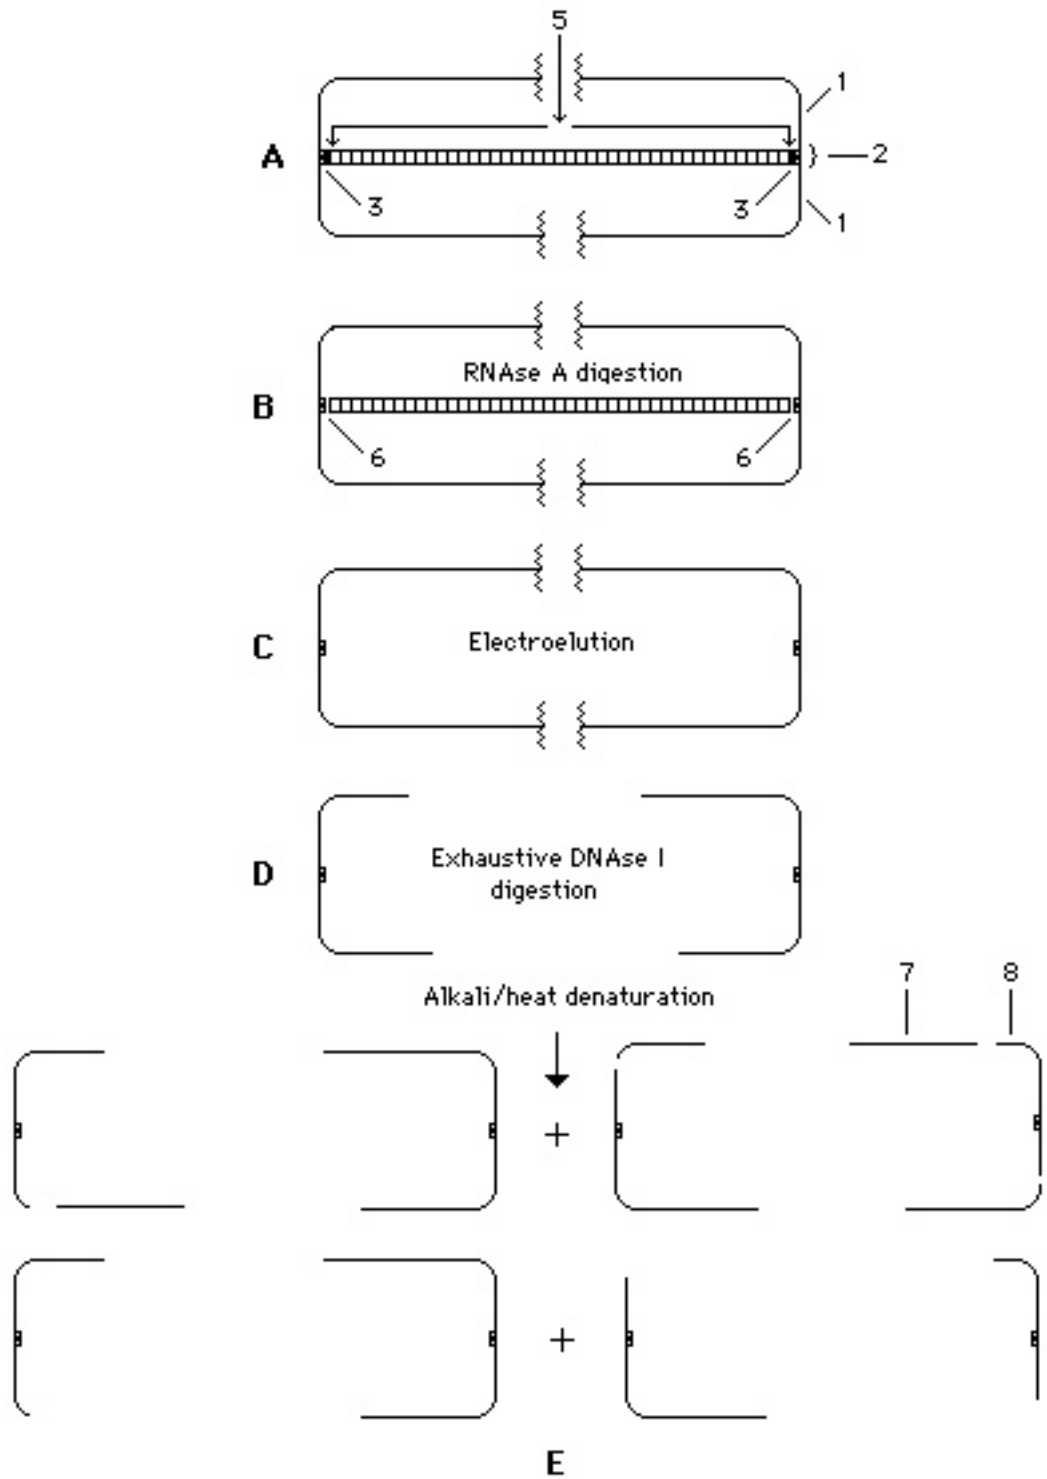 5
1
A
2
3
3
1
RNAse A digestion
B
6
6
C
Electroelution
D
Exhaustive DNAse I
digestion
7
8
Alkali/heat denaturation
+
+
E